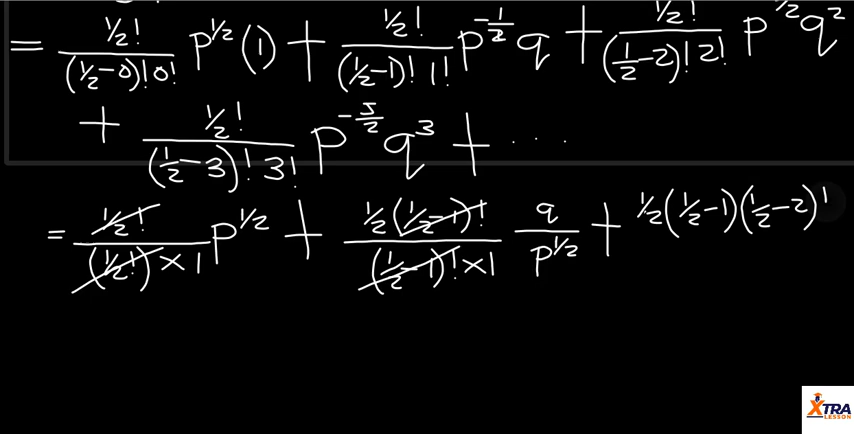 = ½!/((½-0)!0!) p^½ (1) + ½!/((½-1)!1!) p^(-1/2) q + ½!/((½-2)!2!) p^½ q²
+ ½!/((½-3)!3!) p^(-5/2) q³ + ....
= ½!/((½!)×1) p^½ + ½(½-1)!/((½-1)!×1) q/p^½ + ½(½-1)(½-2)!
XTRA
LESSON